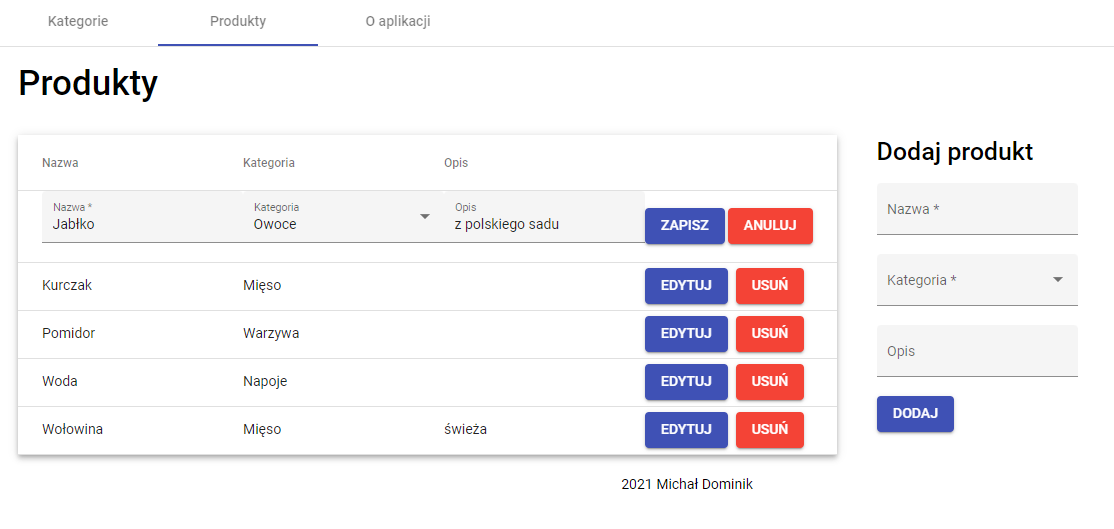 Kategorie Produkty O aplikacji
Produkty
Nazwa Kategoria Opis
Nazwa * Kategoria Opis
Jabłko Owoce z polskiego sadu ZAPISZ ANULUJ
Kurczak Mięso EDYTUJ USUŃ
Pomidor Warzywa EDYTUJ USUŃ
Woda Napoje EDYTUJ USUŃ
Wołowina Mięso świeża EDYTUJ USUŃ
Dodaj produkt
Nazwa *
Kategoria *
Opis
DODAJ
2021 Michał Dominik